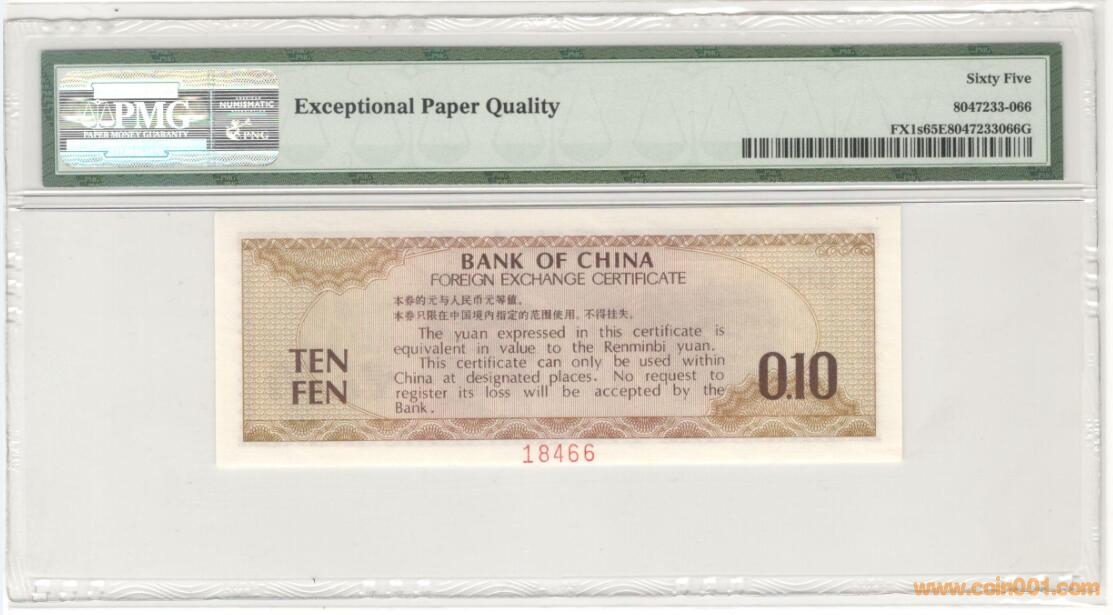 Sixty Five
PMG
PAPER MONEY GUARANTY
NUMISMATIC
PNG
Exceptional Paper Quality
8047233-066
FX1s65E8047233066G
BANK OF CHINA
FOREIGN EXCHANGE CERTIFICATE
本券的元与人民币元等值。
本券只限在中国境内指定的范围使用。不得挂失。
The yuan expressed in this certificate is
equivalent in value to the Renminbi yuan.
This certificate can only be used within
China at designated places. No request to
register its loss will be accepted by the
Bank.
TEN
FEN
0.10
18466
www.coin001.com